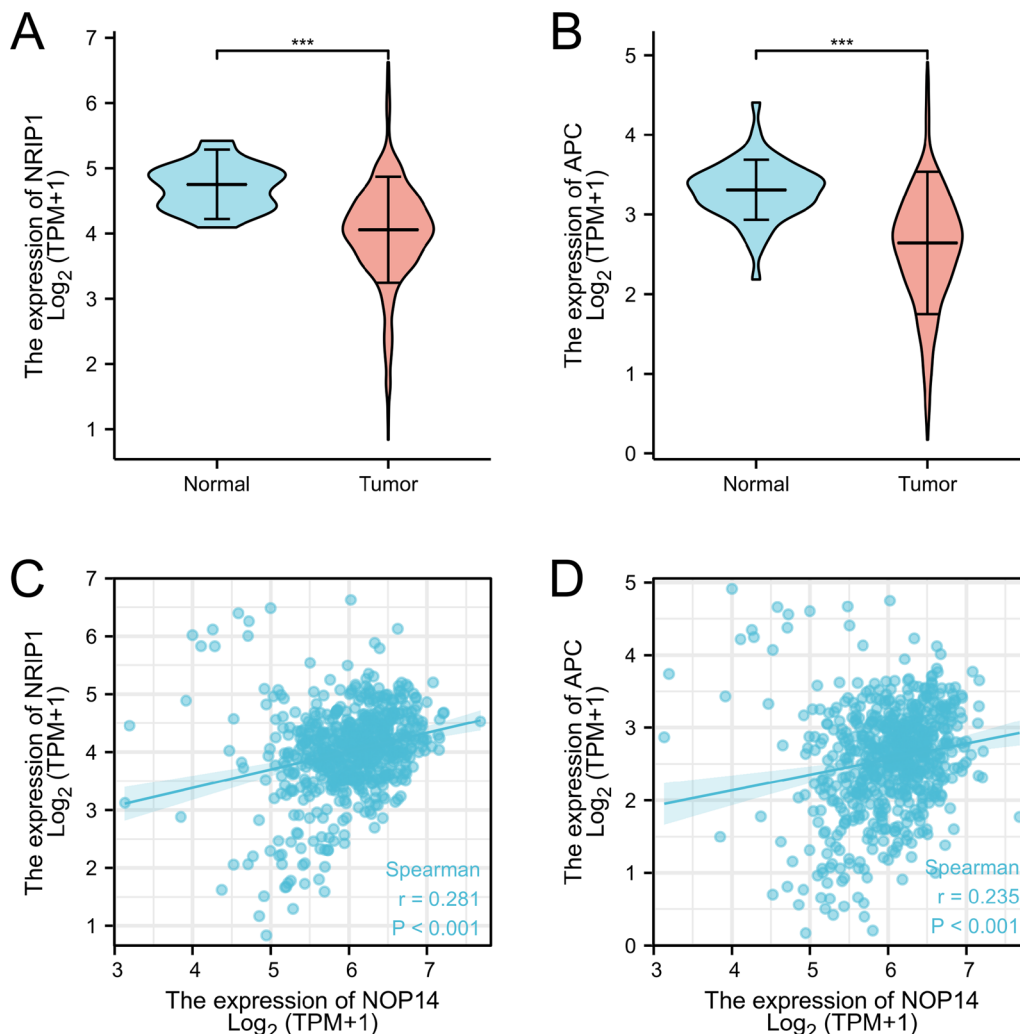 A
The expression of NRIP1
Log₂ (TPM+1)
7
6
5
4
3
2
1
***
Normal
Tumor
B
The expression of APC
Log₂ (TPM+1)
5
4
3
2
1
0
***
Normal
Tumor
C
The expression of NRIP1
Log₂ (TPM+1)
7
6
5
4
3
2
1
Spearman
r = 0.281
P < 0.001
3
4
5
6
7
The expression of NOP14
Log₂ (TPM+1)
D
The expression of APC
Log₂ (TPM+1)
5
4
3
2
1
0
Spearman
r = 0.235
P < 0.001
3
4
5
6
7
The expression of NOP14
Log₂ (TPM+1)